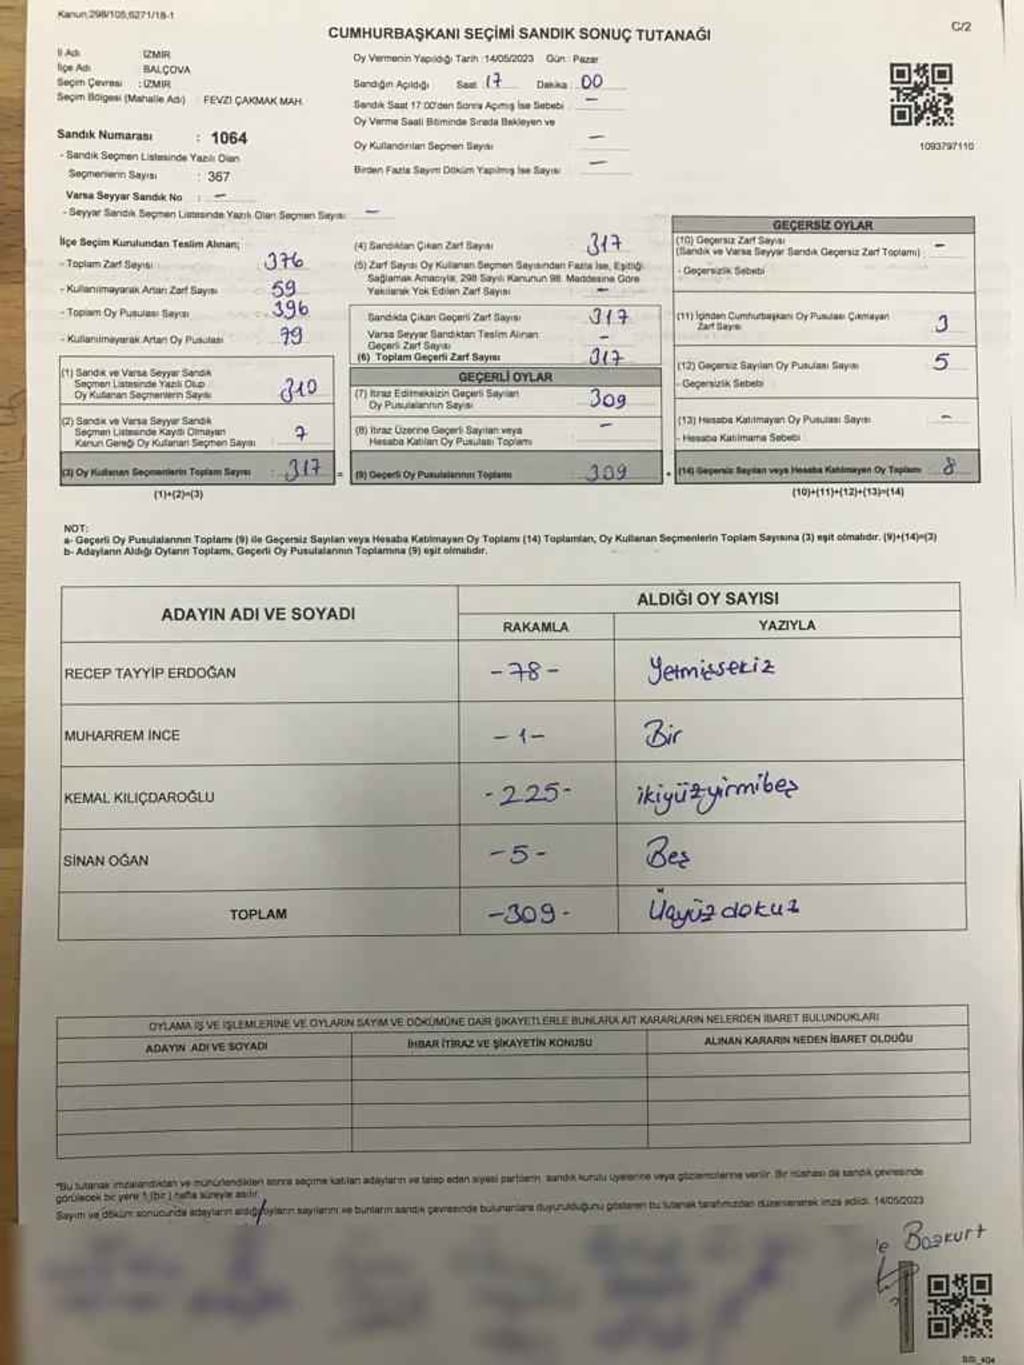 Kanun;298/105,6271/18-1
C/2
CUMHURBAŞKANI SEÇİMİ SANDIK SONUÇ TUTANAĞI
İl Adı : İZMİR
İlçe Adı : BALÇOVA
Seçim Çevresi : İZMİR
Seçim Bölgesi (Mahalle Adı) : FEVZİ ÇAKMAK MAH.
Sandık Numarası : 1064
- Sandık Seçmen Listesinde Yazılı Olan
Seçmenlerin Sayısı : 367
Varsa Seyyar Sandık No : -
- Seyyar Sandık Seçmen Listesinde Yazılı Olan Seçmen Sayısı -
Oy Vermenin Yapıldığı Tarih :14/05/2023 Gün : Pazar
Sandığın Açıldığı Saat :17 Dakika : 00
Sandık Saat 17:00'den Sonra Açılmış İse Sebebi : -
Oy Verme Saati Bitiminde Sırada Bekleyen ve
Oy Kullandırılan Seçmen Sayısı -
Birden Fazla Sayım Döküm Yapılmış İse Sayısı -
1093797110
İlçe Seçim Kurulundan Teslim Alınan;
- Toplam Zarf Sayısı 376
- Kullanılmayarak Artan Zarf Sayısı 59
- Toplam Oy Pusulası Sayısı 396
- Kullanılmayarak Artan Oy Pusulası 79
(1) Sandık ve Varsa Seyyar Sandık
Seçmen Listesinde Yazılı Olup
Oy Kullanan Seçmenlerin Sayısı 310
(2) Sandık ve Varsa Seyyar Sandık
Seçmen Listesinde Kaydı Olmayan
Kanun Gereği Oy Kullanan Seçmen Sayısı 7
(3) Oy Kullanan Seçmenlerin Toplam Sayısı : 317 =
(1)+(2)=(3)
(4) Sandıktan Çıkan Zarf Sayısı 317
(5) Zarf Sayısı Oy Kullanan Seçmen Sayısından Fazla İse, Eşitliği
Sağlamak Amacıyla, 298 Sayılı Kanunun 98. Maddesine Göre
Yakılarak Yok Edilen Zarf Sayısı -
Sandıkta Çıkan Geçerli Zarf Sayısı 317
Varsa Seyyar Sandıktan Teslim Alınan
Geçerli Zarf Sayısı -
(6) Toplam Geçerli Zarf Sayısı 317
GEÇERLİ OYLAR
(7) İtiraz Edilmeksizin Geçerli Sayılan
Oy Pusulalarının Sayısı 309
(8) İtiraz Üzerine Geçerli Sayılan veya
Hesaba Katılan Oy Pusulası Toplamı -
(9) Geçerli Oy Pusulalarının Toplamı 309 +
GEÇERSİZ OYLAR
(10) Geçersiz Zarf Sayısı
(Sandık ve Varsa Seyyar Sandık Geçersiz Zarf Toplamı) : -
- Geçersizlik Sebebi
(11) İçinden Cumhurbaşkanı Oy Pusulası Çıkmayan
Zarf Sayısı 3
(12) Geçersiz Sayılan Oy Pusulası Sayısı 5
- Geçersizlik Sebebi
(13) Hesaba Katılmayan Oy Pusulası Sayısı -
- Hesaba Katılmama Sebebi
(14) Geçersiz Sayılan veya Hesaba Katılmayan Oy Toplamı 8
(10)+(11)+(12)+(13)=(14)
NOT:
a- Geçerli Oy Pusulalarının Toplamı (9) ile Geçersiz Sayılan veya Hesaba Katılmayan Oy Toplamı (14) Toplamları, Oy Kullanan Seçmenlerin Toplam Sayısına (3) eşit olmalıdır. (9)+(14)=(3)
b- Adayların Aldığı Oyların Toplamı, Geçerli Oy Pusulalarının Toplamına (9) eşit olmalıdır.
ADAYIN ADI VE SOYADI
ALDIĞI OY SAYISI
RAKAMLA YAZIYLA
RECEP TAYYİP ERDOĞAN -78- Yetmişsekiz
MUHARREM İNCE -1- Bir
KEMAL KILIÇDAROĞLU -225- ikiyüzyirmibeş
SİNAN OĞAN -5- Beş
TOPLAM -309- Üçyüzdokuz
OYLAMA İŞ VE İŞLEMLERİNE VE OYLARIN SAYIM VE DÖKÜMÜNE DAİR ŞİKAYETLERLE BUNLARA AİT KARARLARIN NELERDEN İBARET BULUNDUKLARI
ADAYIN ADI VE SOYADI İHBAR İTİRAZ VE ŞİKAYETİN KONUSU ALINAN KARARIN NEDEN İBARET OLDUĞU
"Bu tutanak imzalandıktan ve mühürlendikten sonra seçime katılan adayların ve talep eden siyasi partilerin, sandık kurulu üyelerine veya gözlemcilerine verilir. Bir nüshası da sandık çevresinde
görülecek bir yere 1 (bir ) hafta süreyle asılır.
Sayım ve döküm sonucunda adayların aldığı oyların sayılarını ve bunların sandık çevresinde bulunanlara duyurulduğunu gösteren bu tutanak tarafımızdan düzenlenerek imza edildi. 14/05/2023
Bozkurt